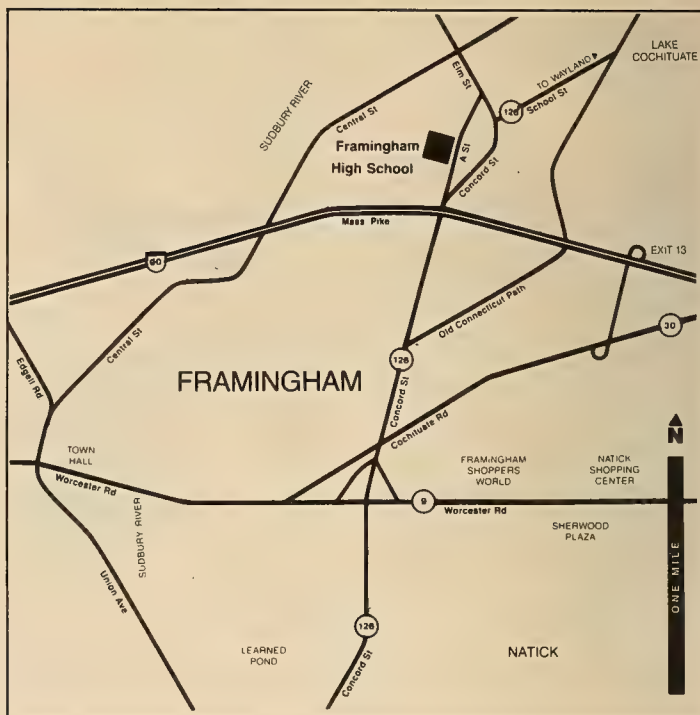 LAKE
COCHITUATE
Elm St
TO WAYLAND
126
School St
SUDBURY RIVER
Central St
Framingham
High School
A St
Concord St
Mass Pike
90
EXIT 13
Old Connecticut Path
30
Edgell Rd
Central St
126
FRAMINGHAM
Concord St
Cochituate Rd
N
TOWN
HALL
Worcester Rd
FRAMINGHAM
SHOPPERS
WORLD
NATICK
SHOPPING
CENTER
9
Worcester Rd
SHERWOOD
PLAZA
SUDBURY RIVER
Union Ave
ONE MILE
126
LEARNED
POND
Concord St
NATICK